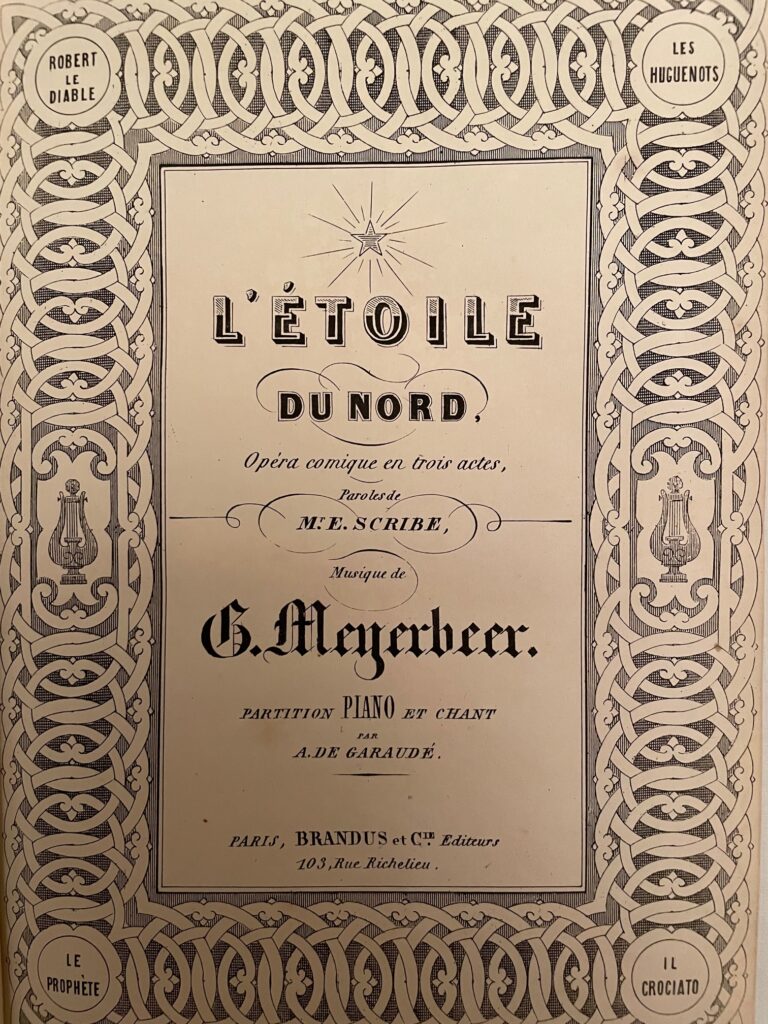 ROBERT
LE
DIABLE
LES
HUGUENOTS
L'ÉTOILE
DU NORD,
Opéra comique en trois actes,
Paroles de
Mr. E. SCRIBE,
Musique de
G. Meyerbeer.
PARTITION PIANO ET CHANT
PAR
A. DE GARAUDÉ.
PARIS, BRANDUS et CIE. Editeurs
103, Rue Richelieu.
LE
PROPHÈTE
IL
CROCIATO